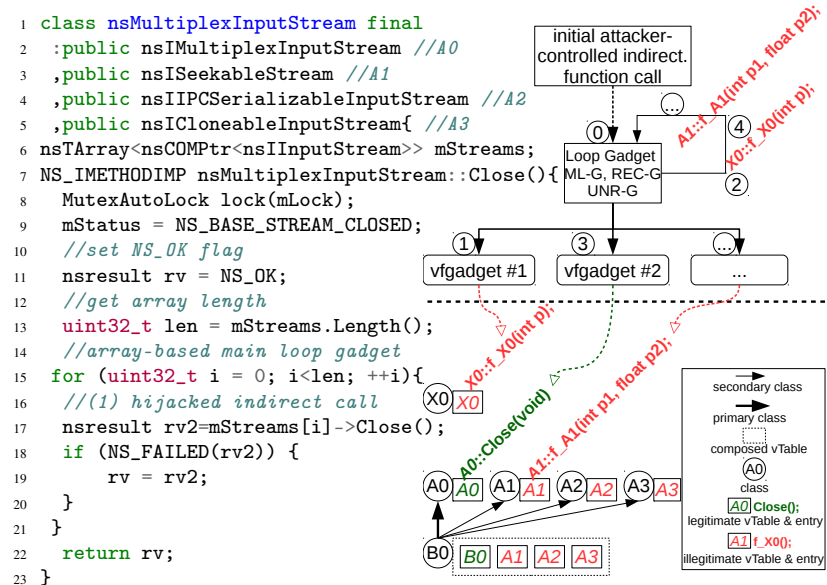 1 class nsMultiplexInputStream final
2 :public nsIMultiplexInputStream //A0
3 ,public nsISeekableStream //A1
4 ,public nsIIPCSerializableInputStream //A2
5 ,public nsICloneableInputStream{ //A3
6 nsTArray<nsCOMPtr<nsIInputStream>> mStreams;
7 NS_IMETHODIMP nsMultiplexInputStream::Close(){
8 MutexAutoLock lock(mLock);
9 mStatus = NS_BASE_STREAM_CLOSED;
10 //set NS_OK flag
11 nsresult rv = NS_OK;
12 //get array length
13 uint32_t len = mStreams.Length();
14 //array-based main loop gadget
15 for (uint32_t i = 0; i<len; ++i){
16 //(1) hijacked indirect call
17 nsresult rv2=mStreams[i]->Close();
18 if (NS_FAILED(rv2)) {
19 rv = rv2;
20 }
21 }
22 return rv;
23 }
initial attacker-
controlled indirect.
function call
0
...
4
2
A1::f_A1(int p1, float p2);
X0::f_X0(int p);
Loop Gadget
ML-G, REC-G
UNR-G
1
3
...
vfgadget #1
vfgadget #2
...
X0::f_X0(int p);
A0::Close(void)
A1::f_A1(int p1, float p2);
X0 X0
A0 A0 A1 A1 A2 A2 A3 A3
B0 B0 A1 A2 A3
secondary class
primary class
composed vTable
A0
class
A0 Close();
legitimate vTable & entry
A1 f_X0();
illegitimate vTable & entry